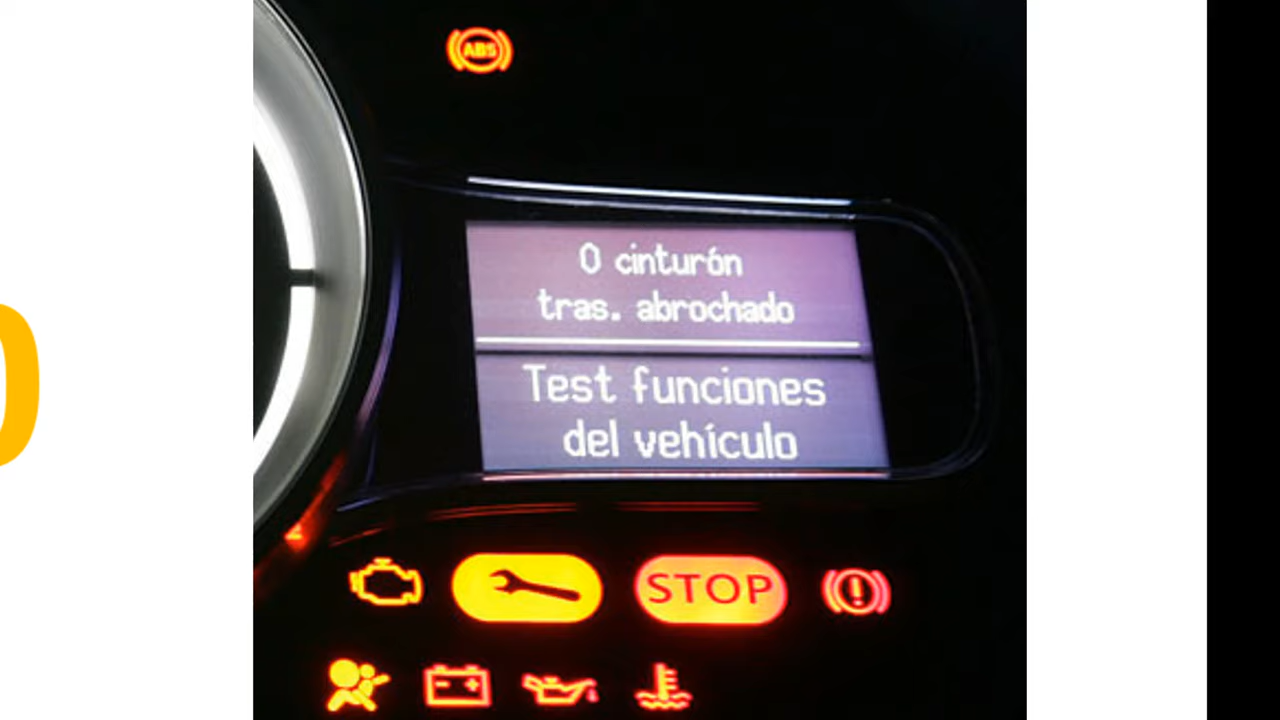 ABS
0 cinturón
tras. abrochado
Test funciones
del vehículo
STOP